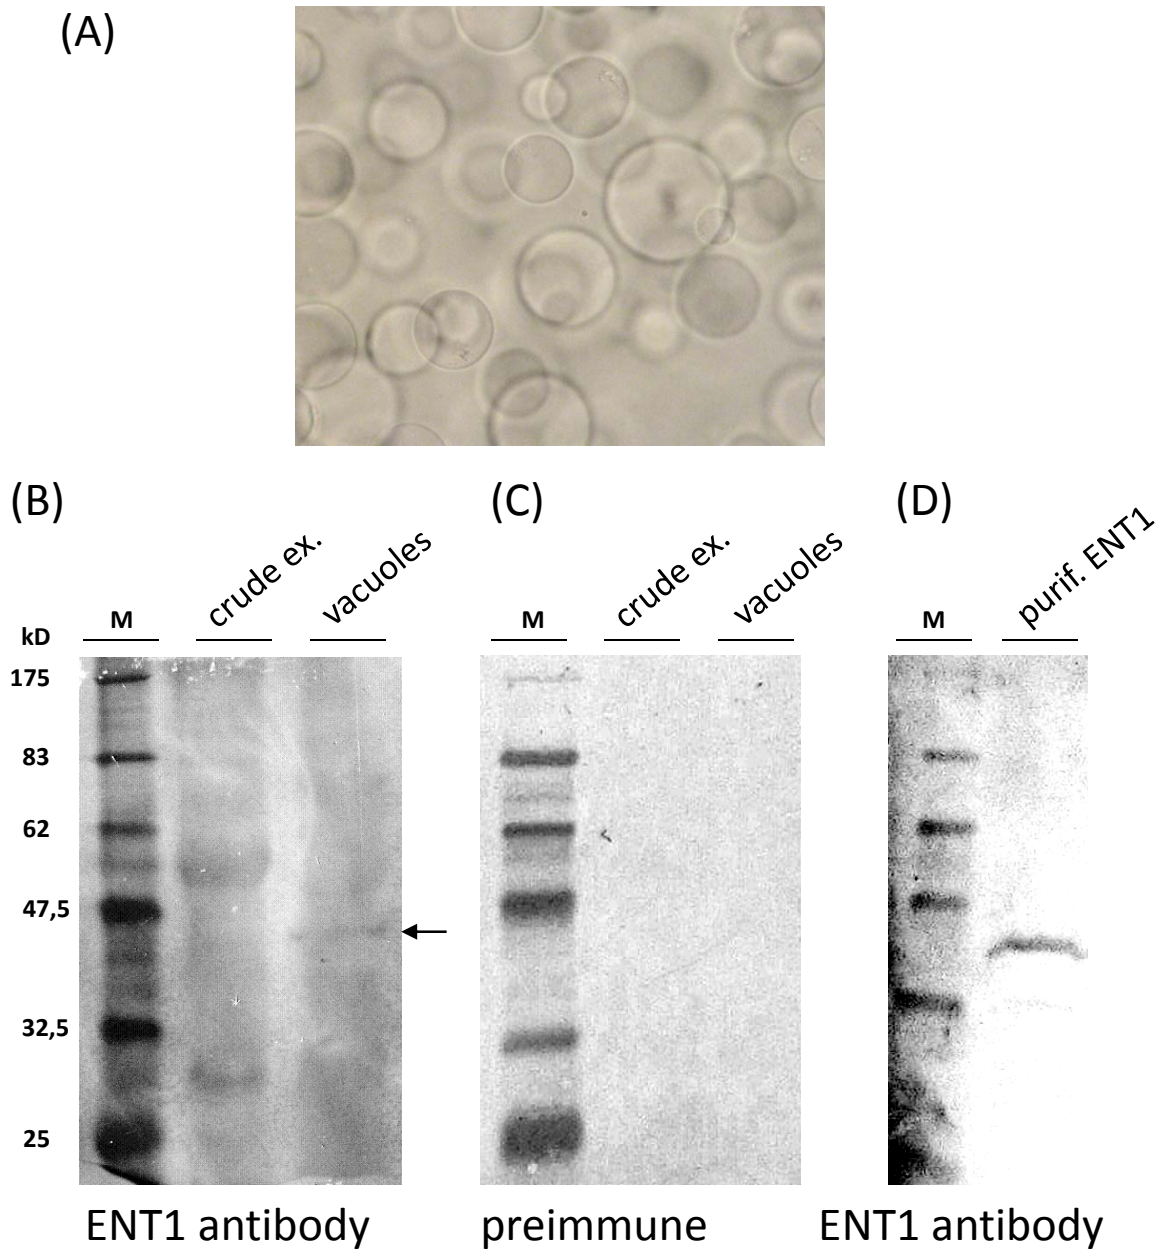 (A)
(B)
(C)
(D)
crude ex.
vacuoles
crude ex.
vacuoles
purif. ENT1
M
M
M
kD
175
83
62
47,5
32,5
25
ENT1 antibody
preimmune
ENT1 antibody